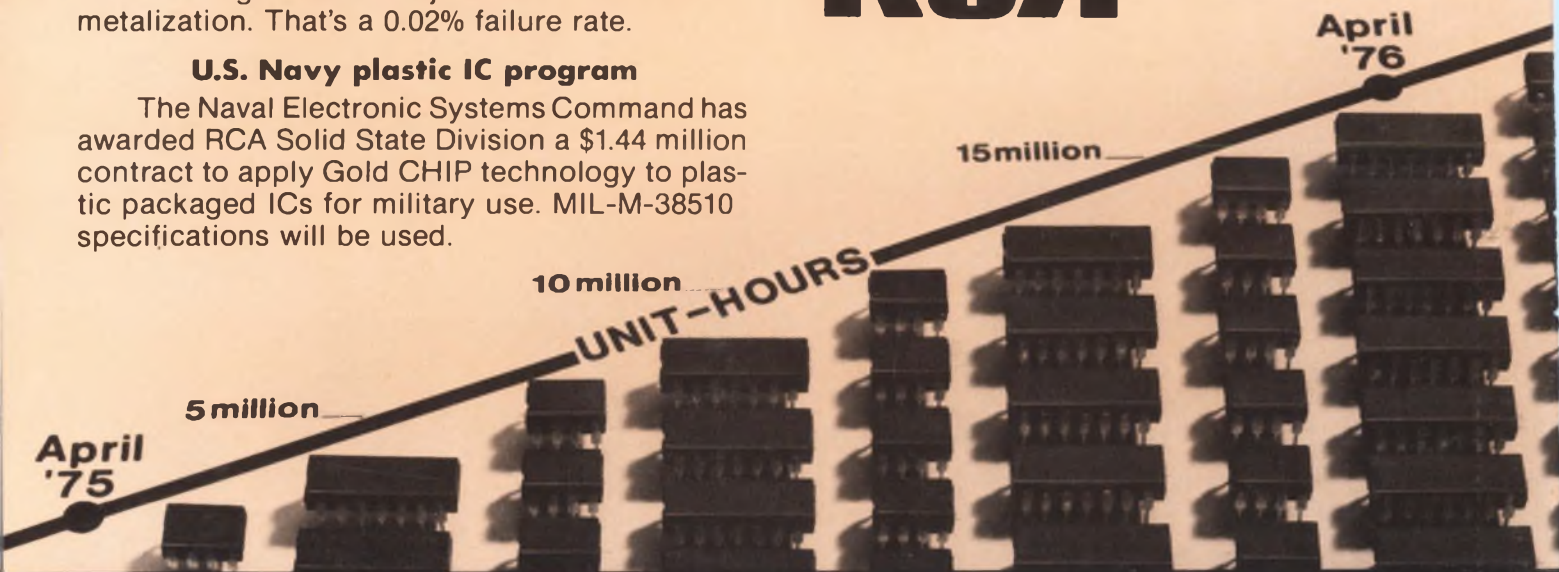 metalization. That's a 0.02% failure rate.
U.S. Navy plastic IC program
The Naval Electronic Systems Command has
awarded RCA Solid State Division a $1.44 million
contract to apply Gold CHIP technology to plas-
tic packaged ICs for military use. MIL-M-38510
specifications will be used.
RCA
April
'76
15 million
10 million
UNIT-HOURS
5 million
April
'75